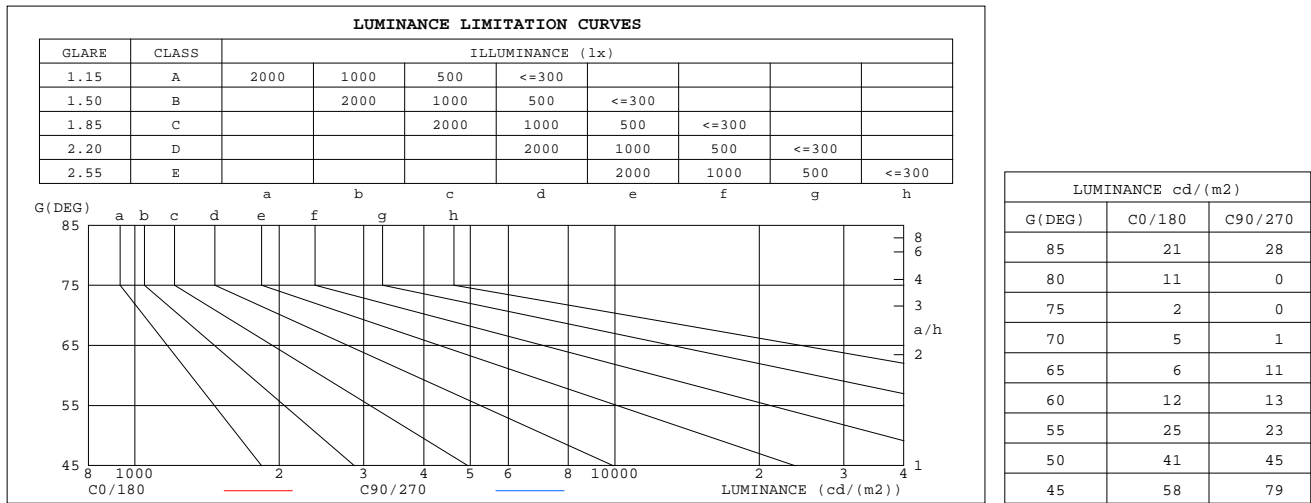 LUMINANCE LIMITATION CURVES
GLARE CLASS ILLUMINANCE (lx)
1.15 A 2000 1000 500 <=300
1.50 B 2000 1000 500 <=300
1.85 C 2000 1000 500 <=300
2.20 D 2000 1000 500 <=300
2.55 E 2000 1000 500 <=300
a b c d e f g h
G(DEG)
a b c d e f g h
85
8
6
75
4
3
a/h
65
2
55
45
1
8 1000 2 3 4 5 6 8 10000 2 3 4
C0/180 C90/270 LUMINANCE (cd/(m2))
LUMINANCE cd/(m2)
G(DEG) C0/180 C90/270
85 21 28
80 11 0
75 2 0
70 5 1
65 6 11
60 12 13
55 25 23
50 41 45
45 58 79